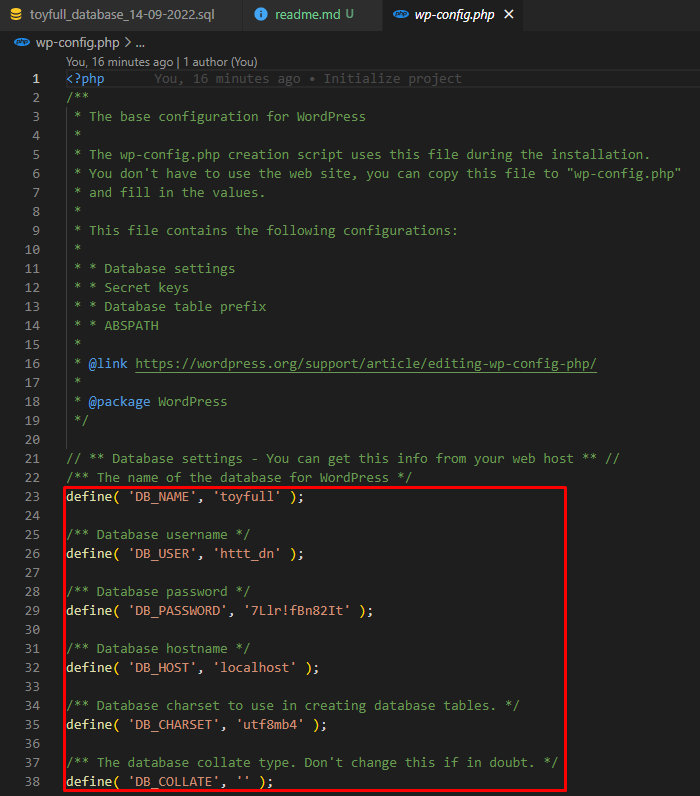 toyfull_database_14-09-2022.sql readme.md U wp-config.php ×
wp-config.php > ...
You, 16 minutes ago | 1 author (You)
1 <?php You, 16 minutes ago • Initialize project
2 /**
3 * The base configuration for WordPress
4 *
5 * The wp-config.php creation script uses this file during the installation.
6 * You don't have to use the web site, you can copy this file to "wp-config.php"
7 * and fill in the values.
8 *
9 * This file contains the following configurations:
10 *
11 * * Database settings
12 * * Secret keys
13 * * Database table prefix
14 * * ABSPATH
15 *
16 * @link https://wordpress.org/support/article/editing-wp-config-php/
17 *
18 * @package WordPress
19 */
20
21 // ** Database settings - You can get this info from your web host ** //
22 /** The name of the database for WordPress */
23 define( 'DB_NAME', 'toyfull' );
24
25 /** Database username */
26 define( 'DB_USER', 'httt_dn' );
27
28 /** Database password */
29 define( 'DB_PASSWORD', '7Llr!fBn82It' );
30
31 /** Database hostname */
32 define( 'DB_HOST', 'localhost' );
33
34 /** Database charset to use in creating database tables. */
35 define( 'DB_CHARSET', 'utf8mb4' );
36
37 /** The database collate type. Don't change this if in doubt. */
38 define( 'DB_COLLATE', '' );